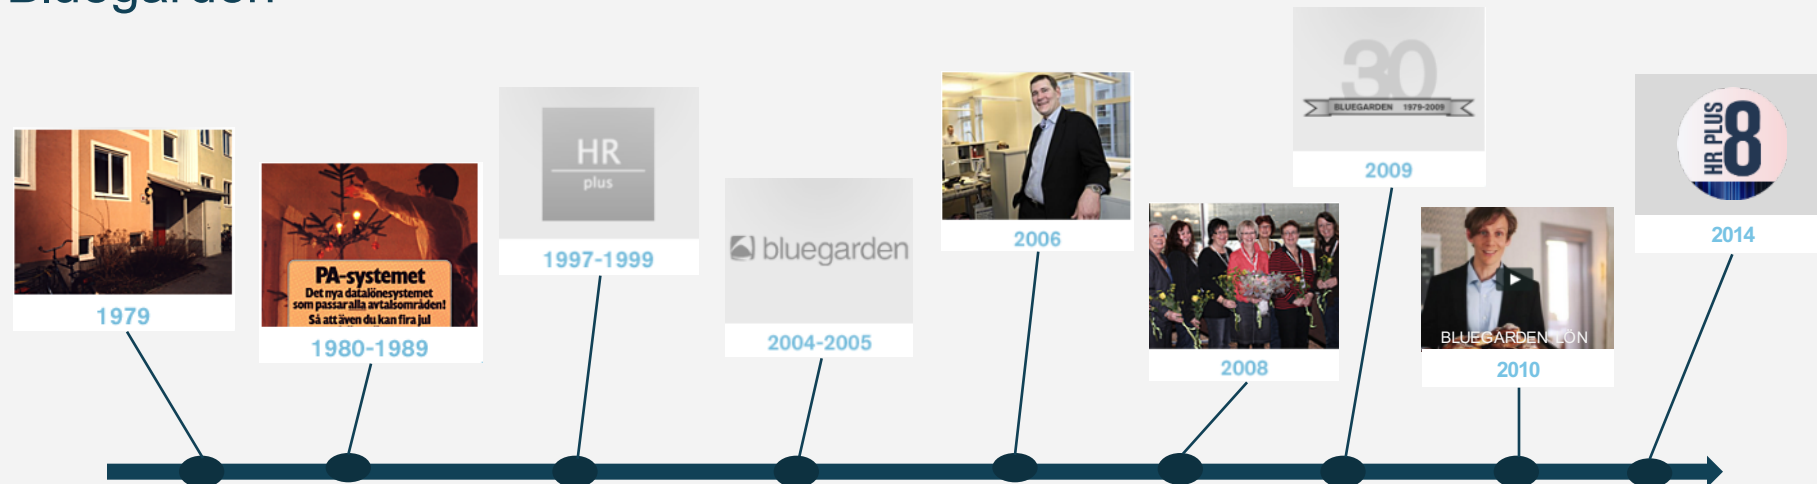 Bluegarden
PA-systemet
Det nya datalönesystemet
som passar alla avtalsområden!
Så att även du kan fira jul
1979
1980-1989
HR
plus
1997-1999
bluegarden
2004-2005
2006
2008
30
BLUEGARDEN 1979-2009
2009
BLUEGARDEN LÖN
2010
HR PLUS 8
2014